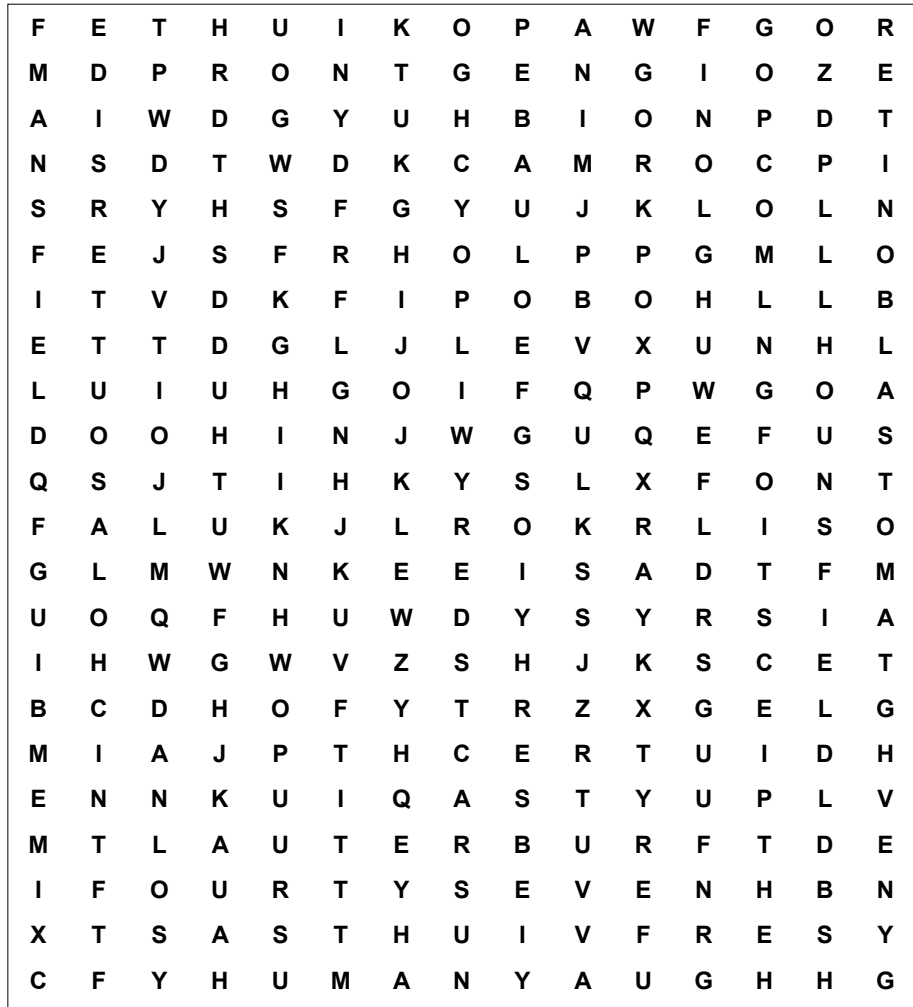 F E T H U I K O P A W F G O R
M D P R O N T G E N G I O Z E
A I W D G Y U H B I O N P D T
N S D T W D K C A M R O C P I
S R Y H S F G Y U J K L O L N
F E J S F R H O L P P G M L O
I T V D K F I P O B O H L L B
E T T D G L J L E V X U N H L
L U I U H G O I F Q P W G O A
D O O H I N J W G U Q E F U S
Q S J T I H K Y S L X F O N T
F A L U K J L R O K R L I S O
G L M W N K E E I S A D T F M
U O Q F H U W D Y S Y R S I A
I H W G W V Z S H J K S C E T
B C D H O F Y T R Z X G E L G
M I A J P T H C E R T U I D H
E N N K U I Q A S T Y U P L V
M T L A U T E R B U R F T D E
I F O U R T Y S E V E N H B N
X T S A S T H U I V F R E S Y
C F Y H U M A N Y A U G H H G